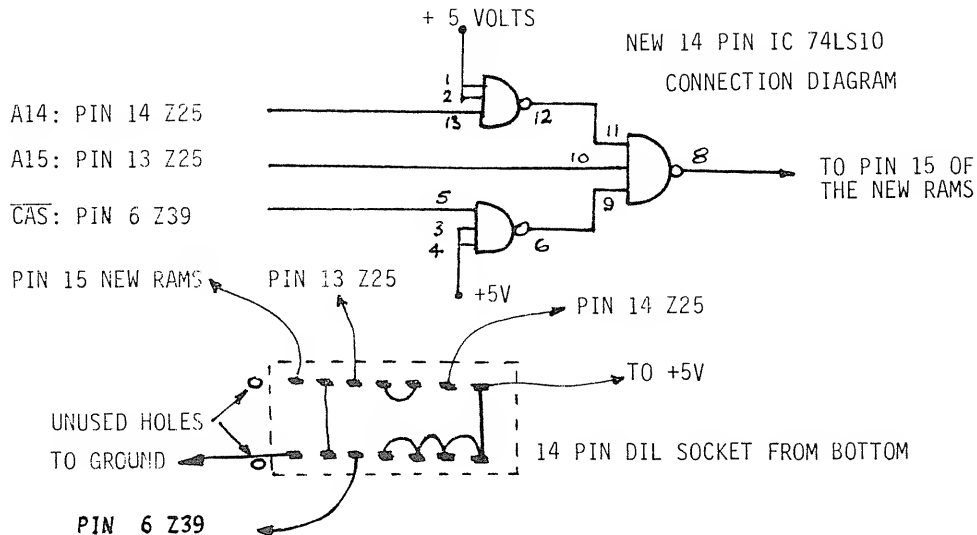 + 5 VOLTS
NEW 14 PIN IC 74LS10
CONNECTION DIAGRAM
1
2
13
12
A14: PIN 14 Z25
11
A15: PIN 13 Z25
10
8
TO PIN 15 OF
THE NEW RAMS
9
CAS: PIN 6 Z39
5
3
4
6
+5V
PIN 15 NEW RAMS
PIN 13 Z25
PIN 14 Z25
TO +5V
UNUSED HOLES
TO GROUND
14 PIN DIL SOCKET FROM BOTTOM
PIN 6 Z39